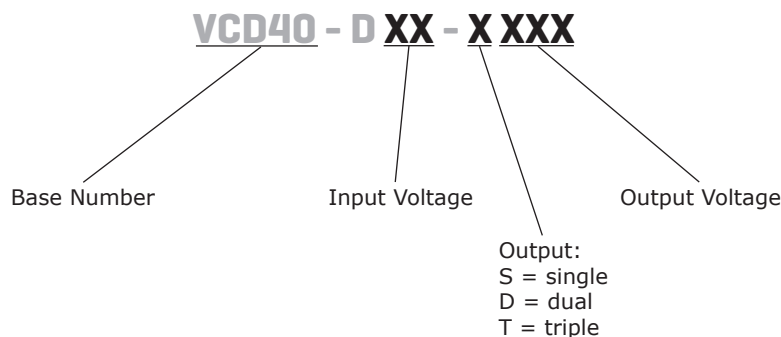 VCD40 - D XX - X XXX
Base Number
Input Voltage
Output Voltage
Output:
S = single
D = dual
T = triple